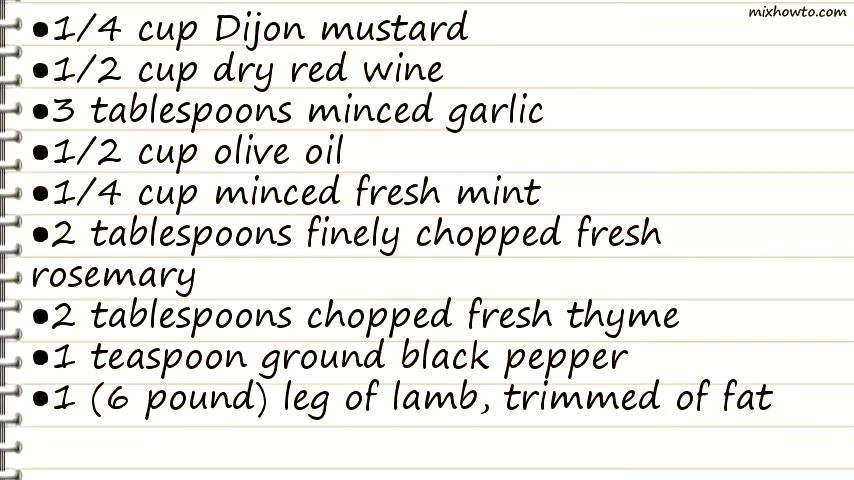 mixhowto.com
•1/4 cup Dijon mustard
•1/2 cup dry red wine
•3 tablespoons minced garlic
•1/2 cup olive oil
•1/4 cup minced fresh mint
•2 tablespoons finely chopped fresh
rosemary
•2 tablespoons chopped fresh thyme
•1 teaspoon ground black pepper
•1 (6 pound) leg of lamb, trimmed of fat